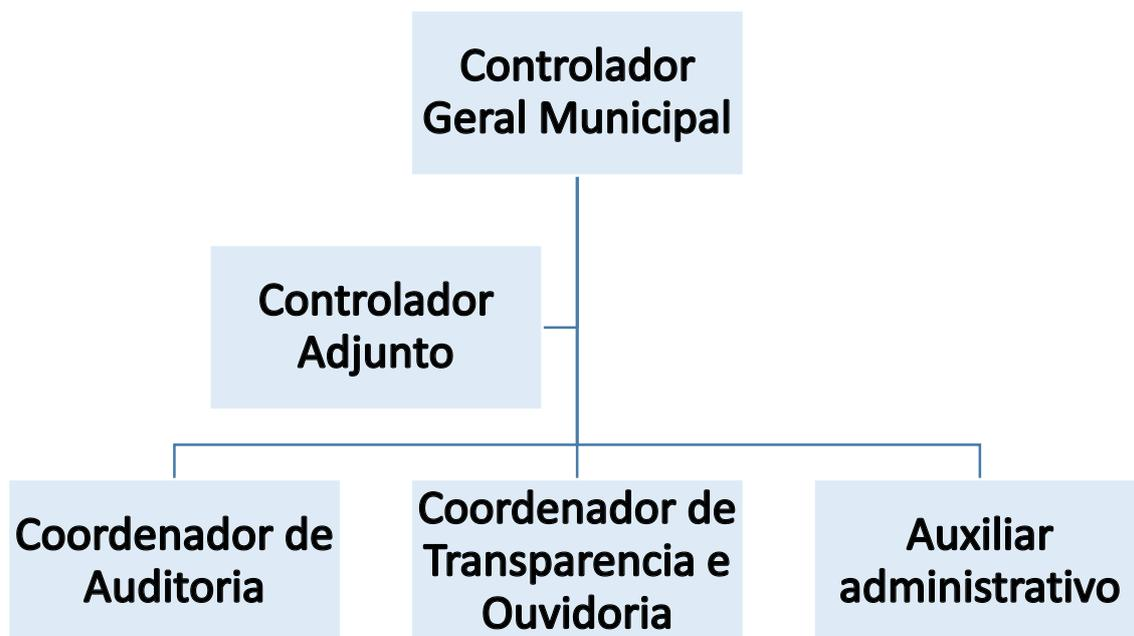 Controlador
Geral Municipal
Controlador
Adjunto
Coordenador de
Auditoria
Coordenador de
Transparencia e
Ouvidoria
Auxiliar
administrativo